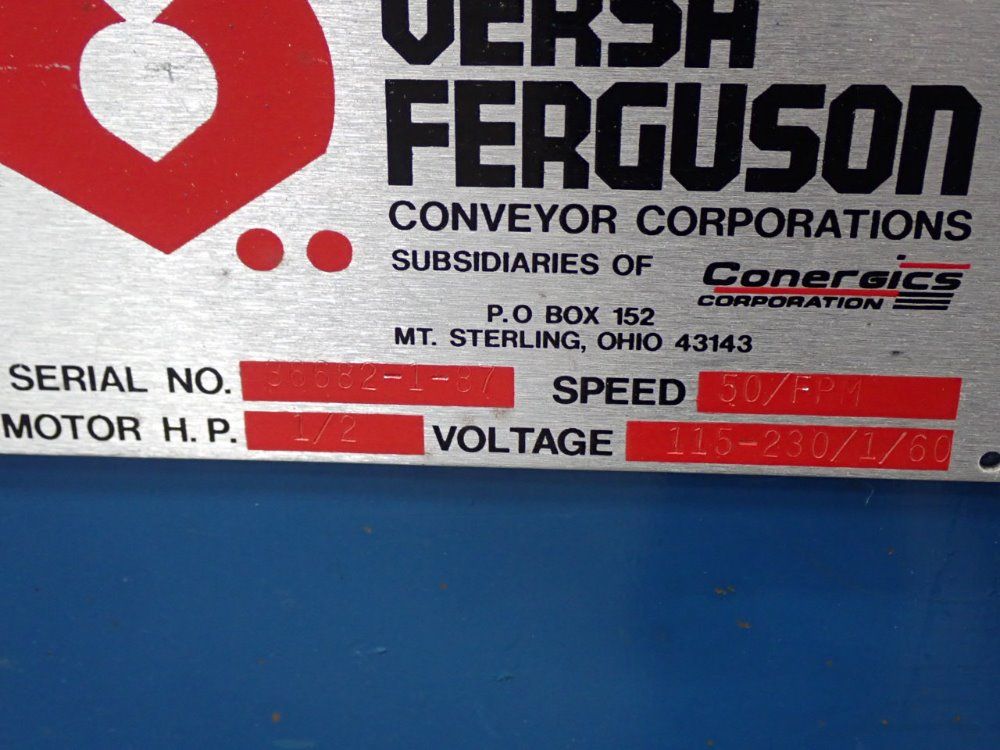 VERSA
FERGUSON
CONVEYOR CORPORATIONS
SUBSIDIARIES OF Conergics
CORPORATION
P.O BOX 152
MT. STERLING, OHIO 43143
SERIAL NO. SPEED 50/FPM
MOTOR H.P. 1/2 VOLTAGE 115-230/1/60